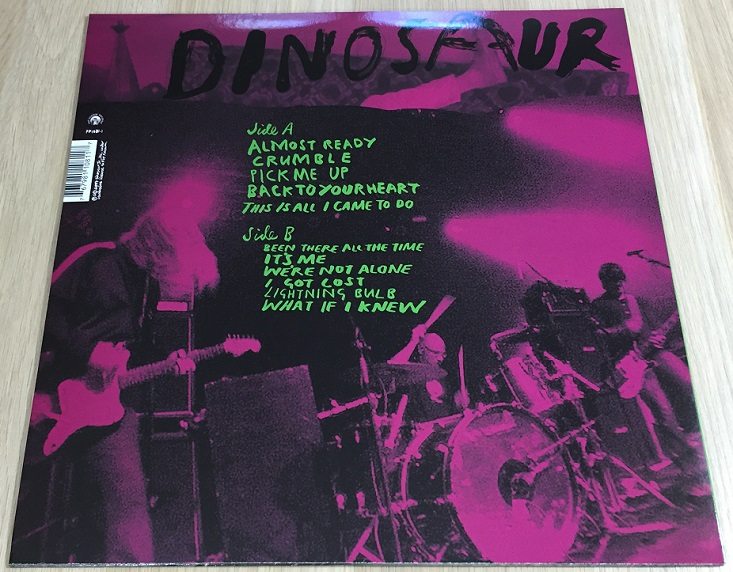 DINOSAUR
Side A
ALMOST READY
CRUMBLE
PICK ME UP
BACK TO YOUR HEART
THIS IS ALL I CAME TO DO
Side B
BEEN THERE ALL THE TIME
IT'S ME
WE'RE NOT ALONE
I GOT LOST
LIGHTNING BULB
WHAT IF I KNEW